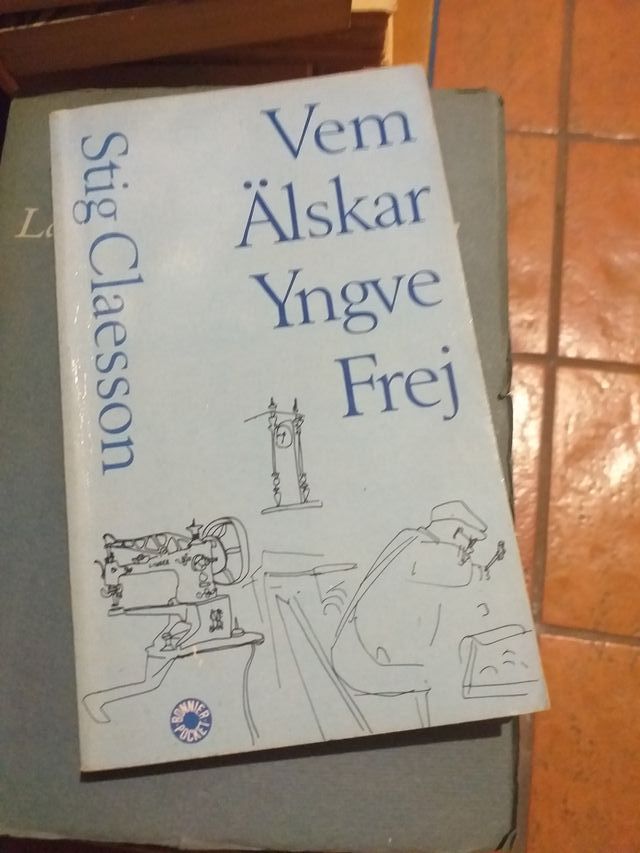 Vem
Älskar
Yngve
Frej
Stig Claesson
BONNIER
POCKET